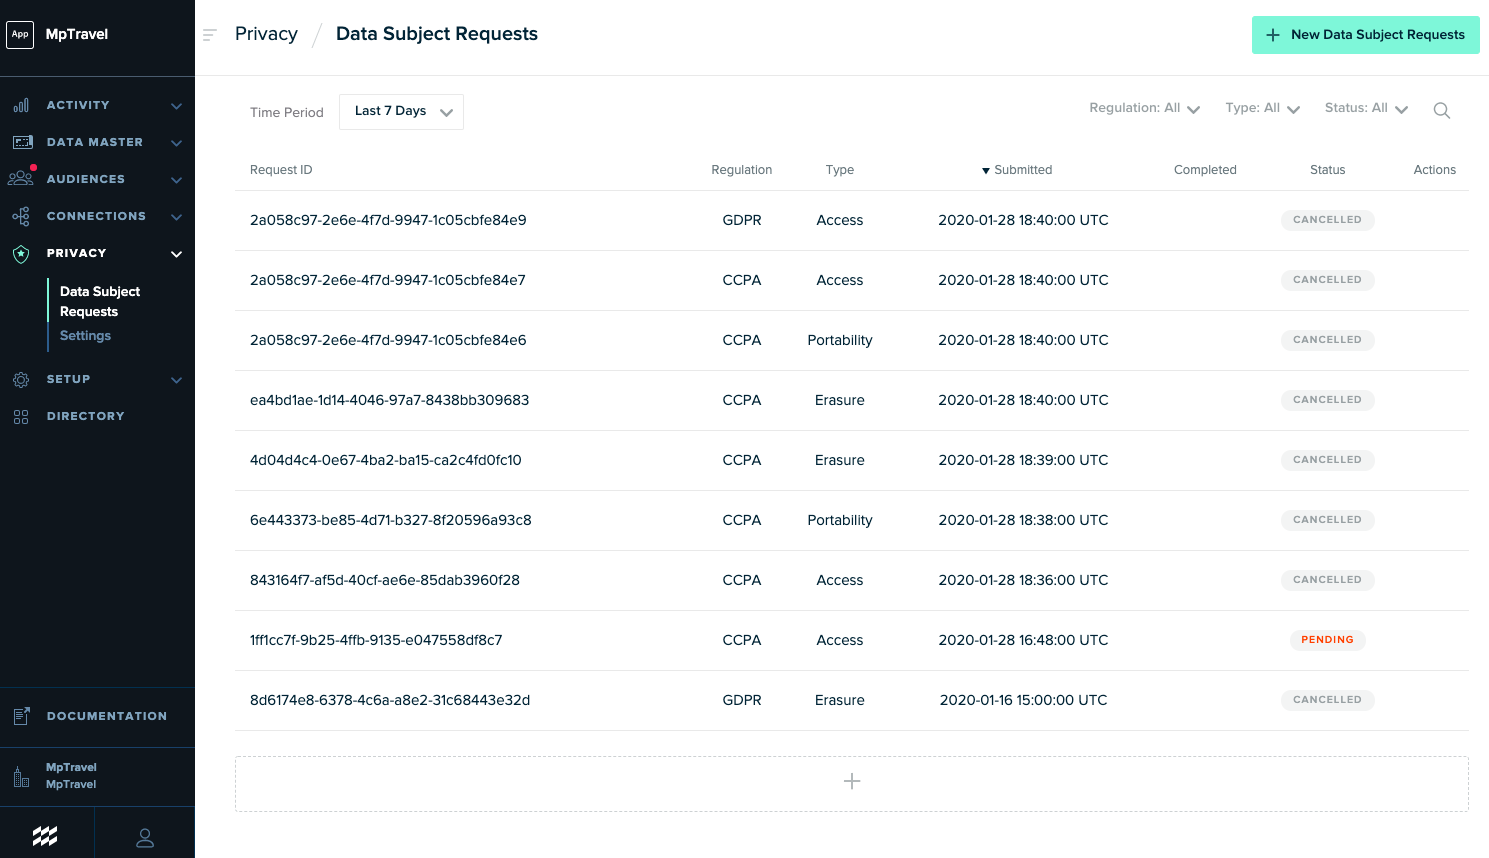 App MpTravel
ACTIVITY
DATA MASTER
AUDIENCES
CONNECTIONS
PRIVACY
Data Subject
Requests
Settings
SETUP
DIRECTORY
DOCUMENTATION
MpTravel
MpTravel
Privacy / Data Subject Requests
+ New Data Subject Requests
Time Period Last 7 Days Regulation: All Type: All Status: All
Request ID Regulation Type Submitted Completed Status Actions
2a058c97-2e6e-4f7d-9947-1c05cbfe84e9 GDPR Access 2020-01-28 18:40:00 UTC CANCELLED
2a058c97-2e6e-4f7d-9947-1c05cbfe84e7 CCPA Access 2020-01-28 18:40:00 UTC CANCELLED
2a058c97-2e6e-4f7d-9947-1c05cbfe84e6 CCPA Portability 2020-01-28 18:40:00 UTC CANCELLED
ea4bd1ae-1d14-4046-97a7-8438bb309683 CCPA Erasure 2020-01-28 18:40:00 UTC CANCELLED
4d04d4c4-0e67-4ba2-ba15-ca2c4fd0fc10 CCPA Erasure 2020-01-28 18:39:00 UTC CANCELLED
6e443373-be85-4d71-b327-8f20596a93c8 CCPA Portability 2020-01-28 18:38:00 UTC CANCELLED
843164f7-af5d-40cf-ae6e-85dab3960f28 CCPA Access 2020-01-28 18:36:00 UTC CANCELLED
1ff1cc7f-9b25-4ffb-9135-e047558df8c7 CCPA Access 2020-01-28 16:48:00 UTC PENDING
8d6174e8-6378-4c6a-a8e2-31c68443e32d GDPR Erasure 2020-01-16 15:00:00 UTC CANCELLED
+